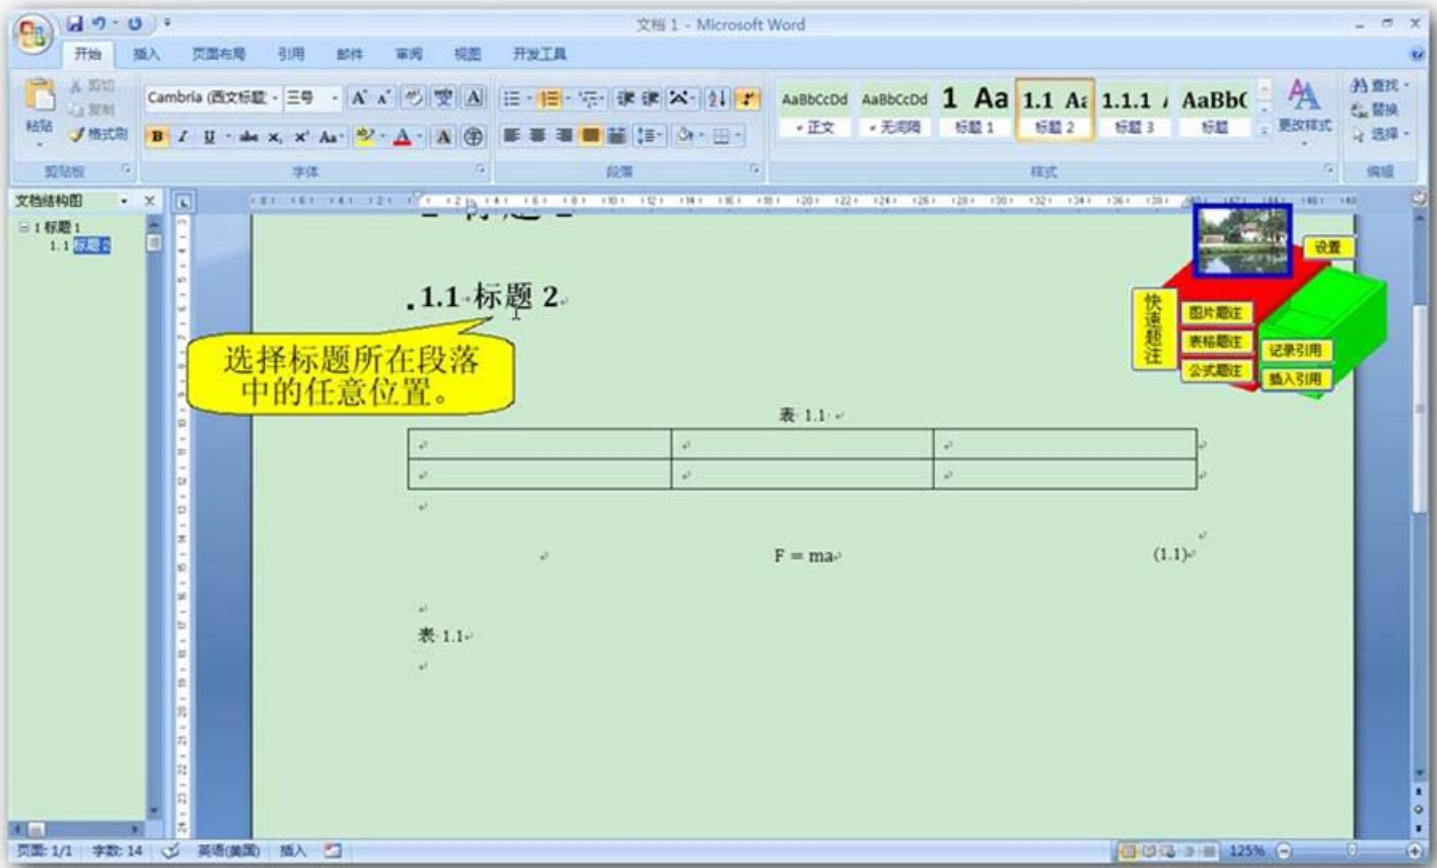 文档 1 - Microsoft Word
开始 插入 页面布局 引用 邮件 审阅 视图 开发工具
粘贴
剪切
复制
格式刷
剪贴板
Cambria (西文标题 三号
B I U abc x₂ x² Aa A A
字体
段落
AaBbCcDd AaBbCcDd 1 Aa 1.1 Aa 1.1.1 AaBb(
正文 无间隔 标题 1 标题 2 标题 3 标题
更改样式
样式
查找
替换
选择
编辑
文档结构图
1 标题 1
1.1 标题 2
1.1 标题 2
选择标题所在段落
中的任意位置。
设置
快速题注
图片题注
表格题注
公式题注
记录引用
插入引用
表 1.1
F = ma
(1.1)
表 1.1
页面: 1/1 字数: 14 英语(美国) 插入
125%